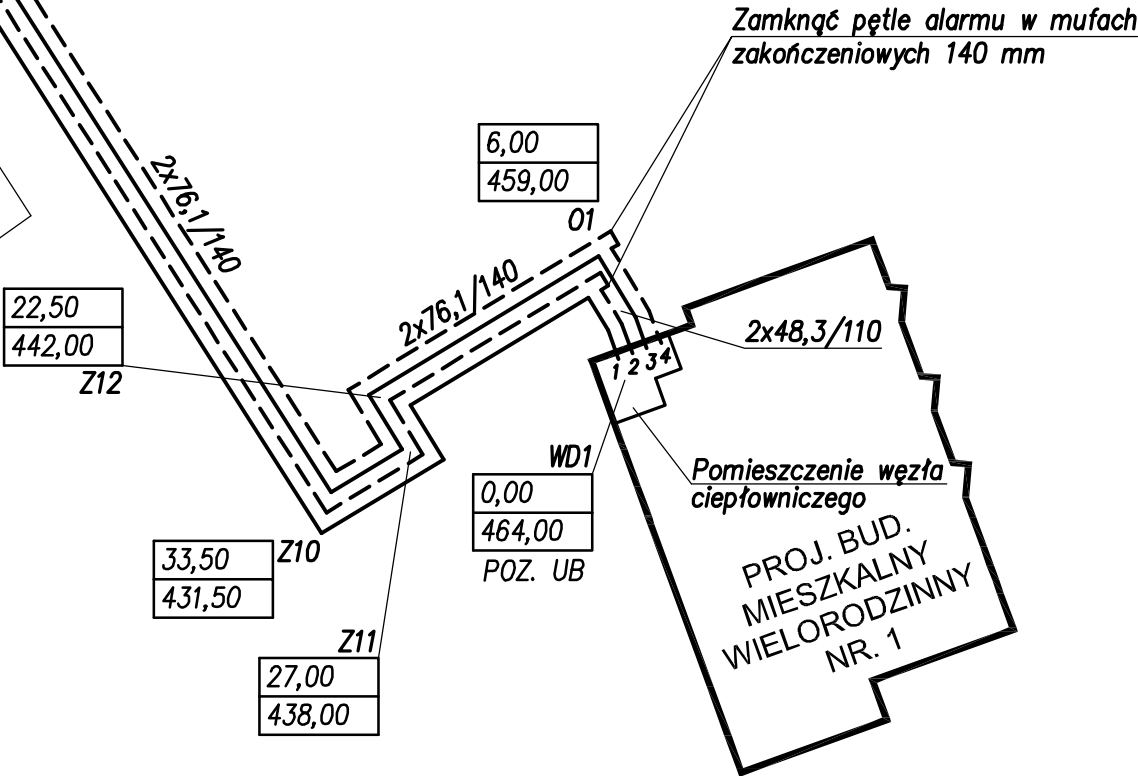 Zamknąć pętle alarmu w mufach
zakończeniowych 140 mm
6,00
459,00
O1
2x76,1/140
2x76,1/140
22,50
442,00
Z12
2x48,3/110
1 2 3 4
WD1
0,00
464,00
POZ. UB
Pomieszczenie węzła
ciepłowniczego
33,50
431,50
Z10
Z11
27,00
438,00
PROJ. BUD.
MIESZKALNY
WIELORODZINNY
NR. 1